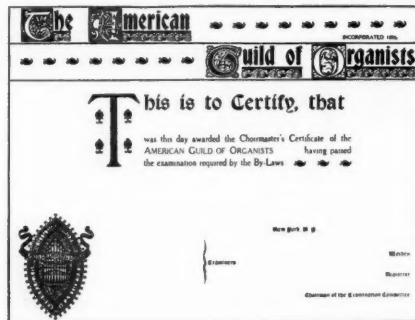 The American
INCORPORATED 1896
Guild of Organists
This is to Certify, that
was this day awarded the Choirmaster's Certificate of the
AMERICAN GUILD OF ORGANISTS having passed
the examination required by the By-Laws
New York
Examiners
Warden
Registrar
Chairman of the Examination Committee